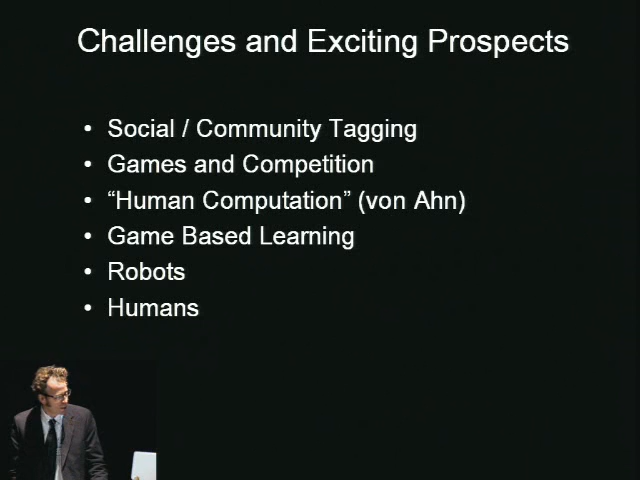 Challenges and Exciting Prospects
• Social / Community Tagging
• Games and Competition
• “Human Computation” (von Ahn)
• Game Based Learning
• Robots
• Humans